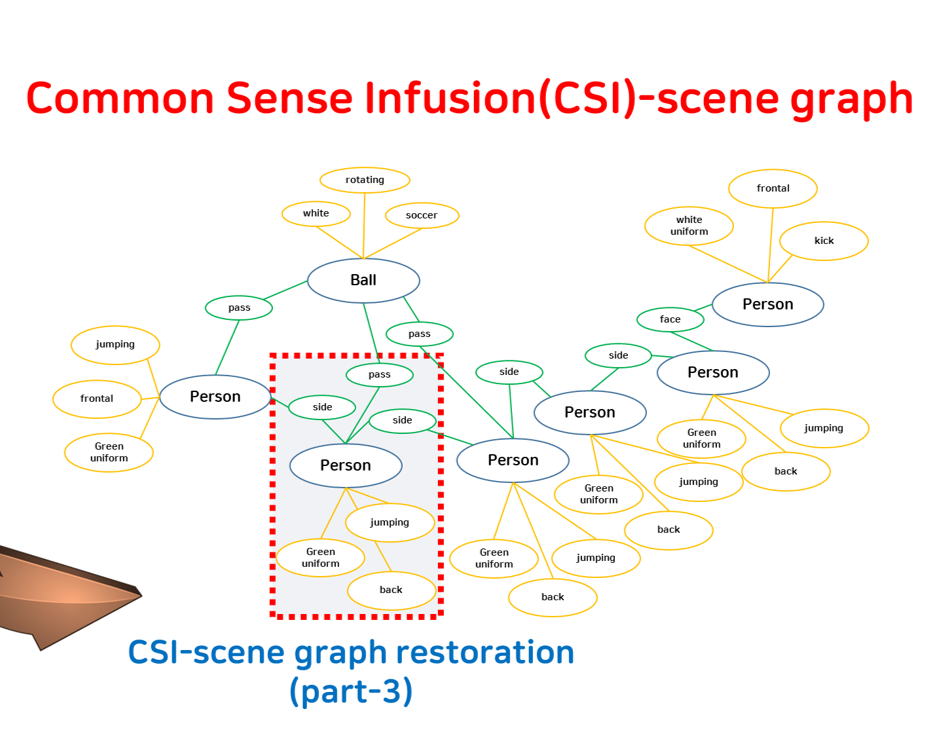 Common Sense Infusion(CSI)-scene graph
rotating
white
soccer
Ball
pass
pass
pass
jumping
frontal
Green
uniform
Person
side
side
Person
jumping
Green
uniform
back
side
Person
Green
uniform
jumping
back
side
Person
Green
uniform
jumping
back
face
Person
Green
uniform
jumping
back
frontal
white
uniform
kick
Person
CSI-scene graph restoration
(part-3)